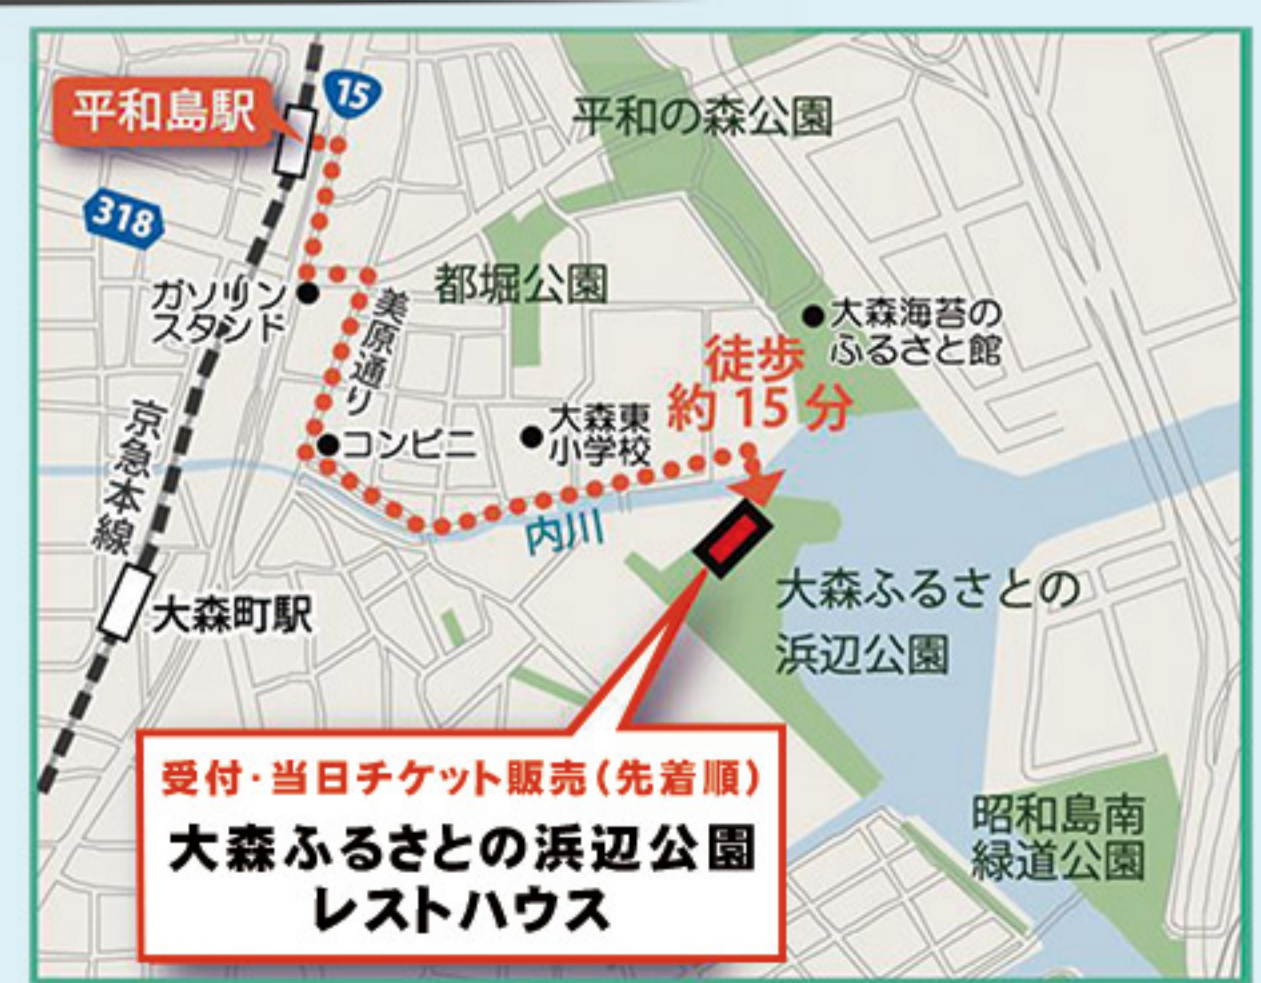 平和島駅
15
平和の森公園
318
ガソリン
スタンド
都堀公園
美原通り
大森海苔の
ふるさと館
徒歩
約15分
京急本線
コンビニ
大森東
小学校
内川
大森町駅
大森ふるさとの
浜辺公園
受付・当日チケット販売(先着順)
大森ふるさとの浜辺公園
レストハウス
昭和島南
緑道公園